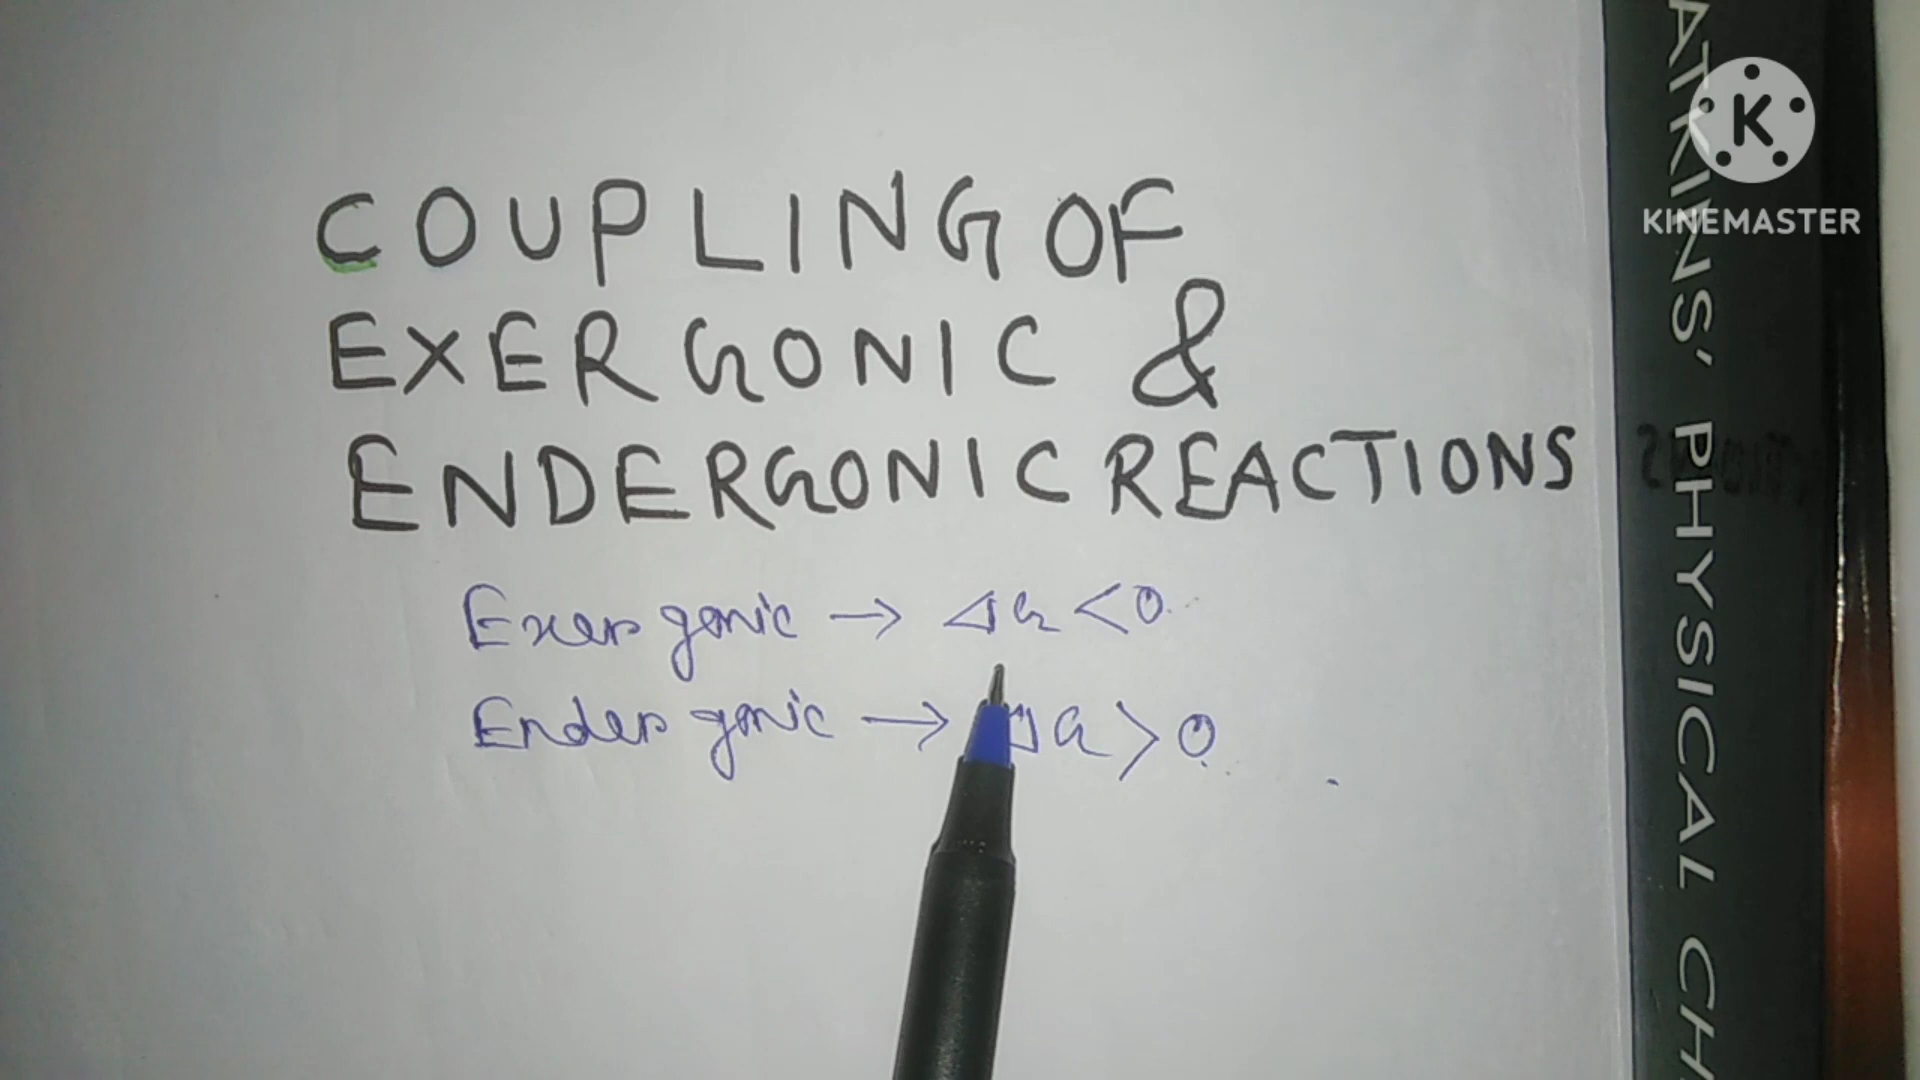 COUPLING OF
EXERGONIC &
ENDERGONIC REACTIONS
Exergonic → ΔG < 0
Endergonic → ΔG > 0
ATKINS' PHYSICAL CH
K
KINEMASTER